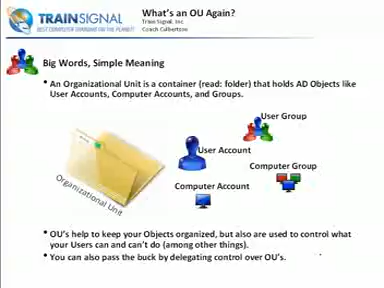 TRAINSIGNAL
BEST COMPUTER TRAINING ON THE PLANET!
What's an OU Again?
Train Signal, Inc.
Coach Culbertson
Big Words, Simple Meaning
• An Organizational Unit is a container (read: folder) that holds AD Objects like
User Accounts, Computer Accounts, and Groups.
User Group
User Account
Computer Group
Computer Account
Organizational Unit
• OU's help to keep your Objects organized, but also are used to control what
your Users can and can't do (among other things).
• You can also pass the buck by delegating control over OU's.